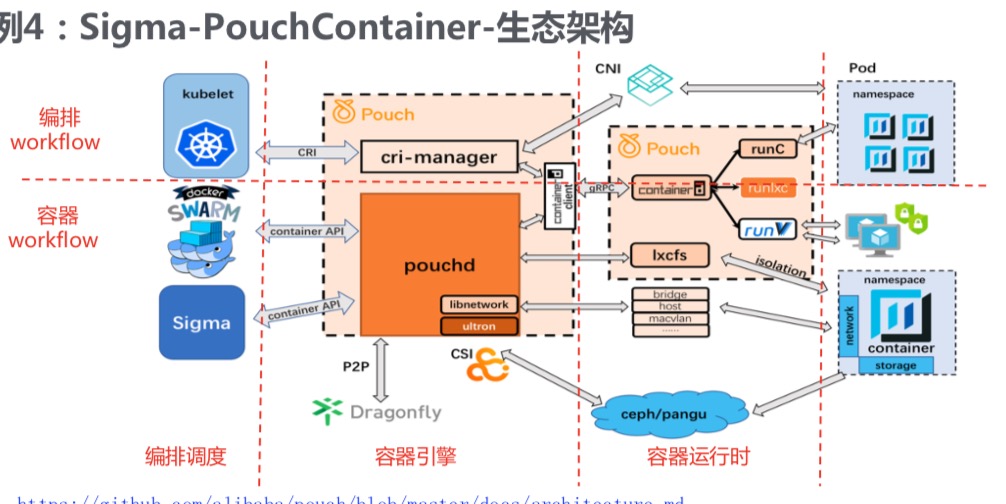 例4：Sigma-PouchContainer-生态架构
编排
workflow
容器
workflow
kubelet
docker
SWARM
Sigma
CRI
container API
container API
Pouch
cri-manager
pouchd
libnetwork
ultron
container
client
gRPC
P2P
Dragonfly
CSI
CNI
Pouch
container
runC
runlxc
runV
lxcfs
isolation
bridge
host
macvlan
......
ceph/pangu
Pod
namespace
namespace
network
container
storage
编排调度
容器引擎
容器运行时
https://github.com/alibaba/pouch/blob/master/docs/architecture.md